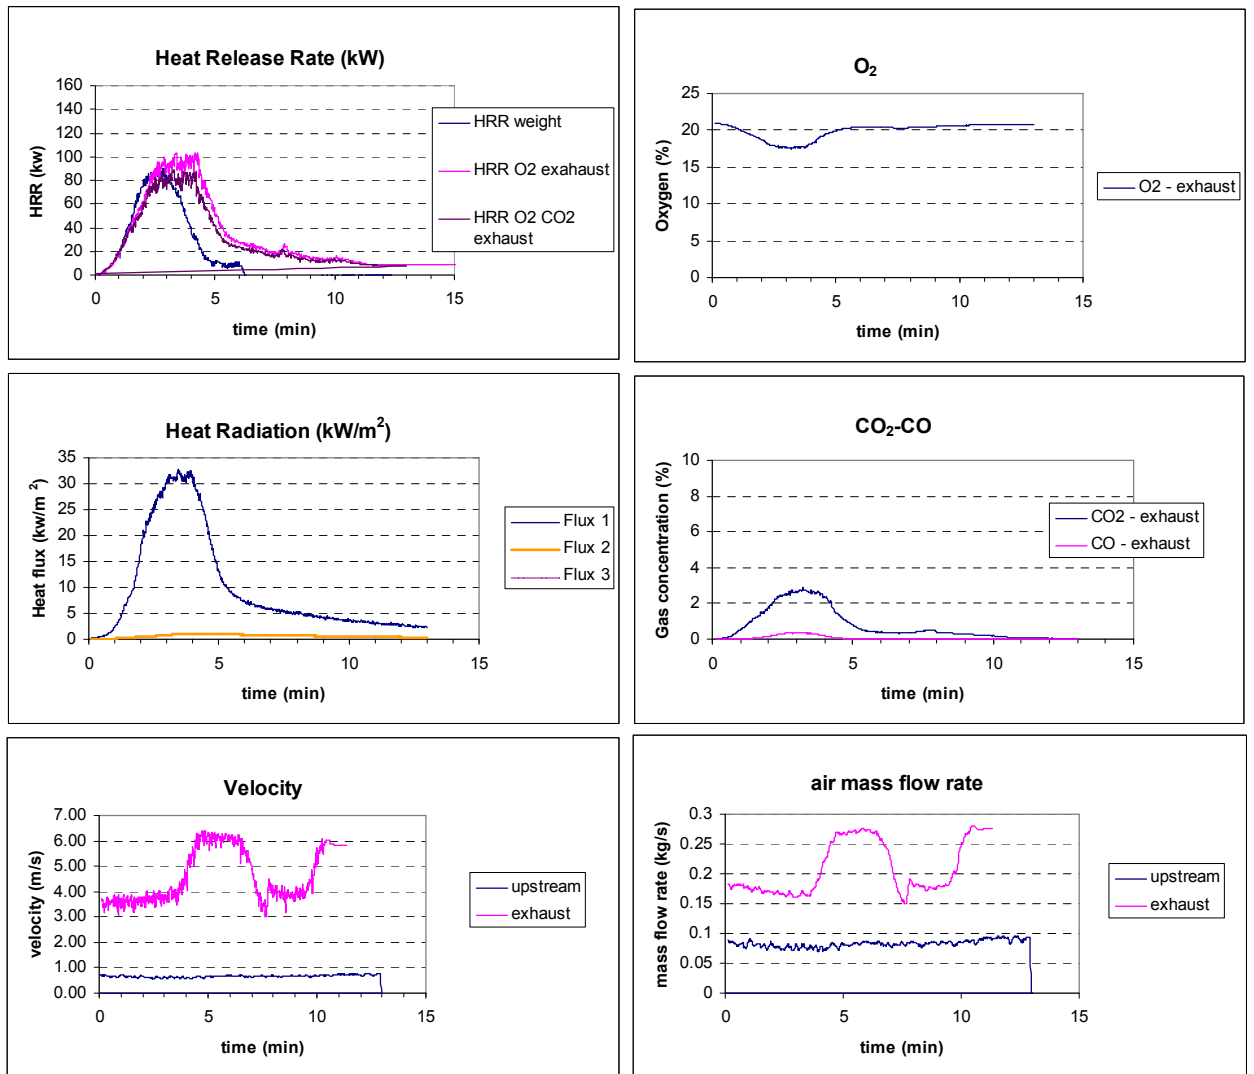 Heat Release Rate (kW)
160
140
120
100
80
60
40
20
0
HRR (kw)
0 5 10 15
time (min)
HRR weight
HRR O2 exahaust
HRR O2 CO2
exhaust
O2
25
20
15
10
5
0
Oxygen (%)
0 5 10 15
time (min)
O2 - exhaust
Heat Radiation (kW/m2)
35
30
25
20
15
10
5
0
Heat flux (kw/m2)
0 5 10 15
time (min)
Flux 1
Flux 2
Flux 3
CO2-CO
10
8
6
4
2
0
Gas concentration (%)
0 5 10 15
time (min)
CO2 - exhaust
CO - exhaust
Velocity
7.00
6.00
5.00
4.00
3.00
2.00
1.00
0.00
velocity (m/s)
0 5 10 15
time (min)
upstream
exhaust
air mass flow rate
0.3
0.25
0.2
0.15
0.1
0.05
0
mass flow rate (kg/s)
0 5 10 15
time (min)
upstream
exhaust